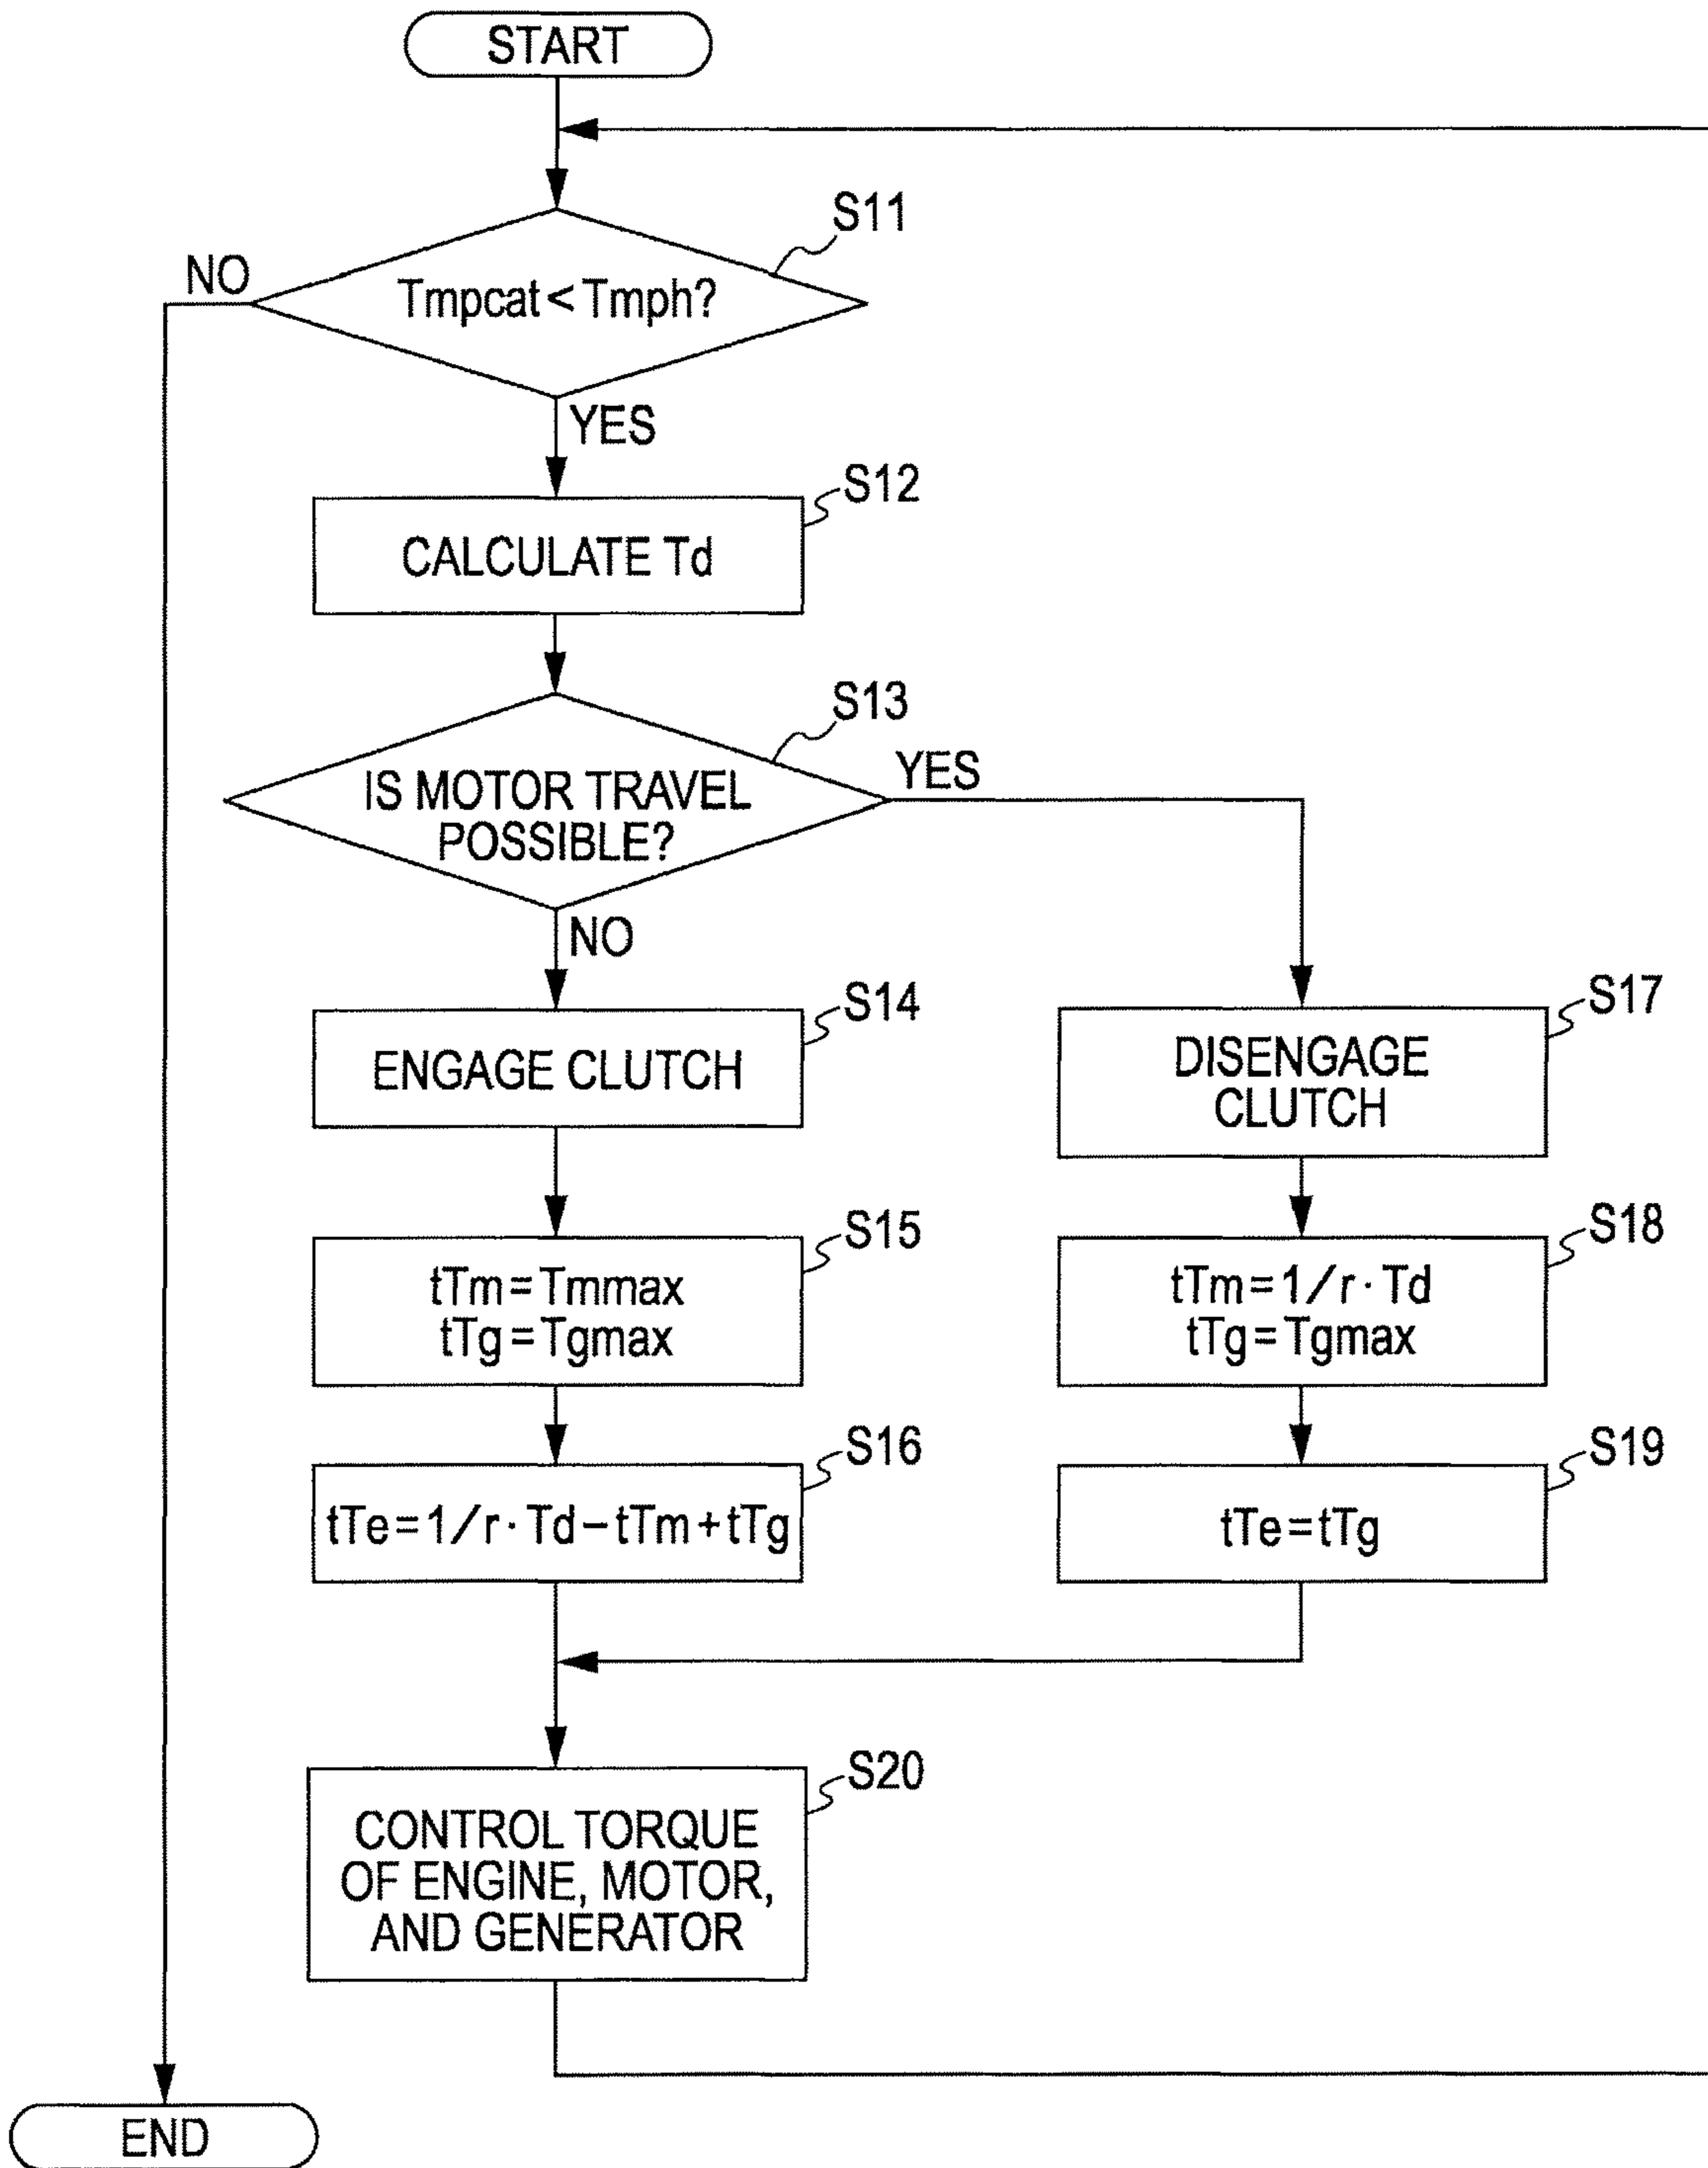 START
S11
NO
Tmpcat < Tmph?
YES
S12
CALCULATE Td
S13
IS MOTOR TRAVEL
POSSIBLE?
YES
NO
S14
ENGAGE CLUTCH
S17
DISENGAGE
CLUTCH
S15
tTm = Tmmax
tTg = Tgmax
S18
tTm = 1/r · Td
tTg = Tgmax
S16
tTe = 1/r · Td − tTm + tTg
S19
tTe = tTg
S20
CONTROL TORQUE
OF ENGINE, MOTOR,
AND GENERATOR
END